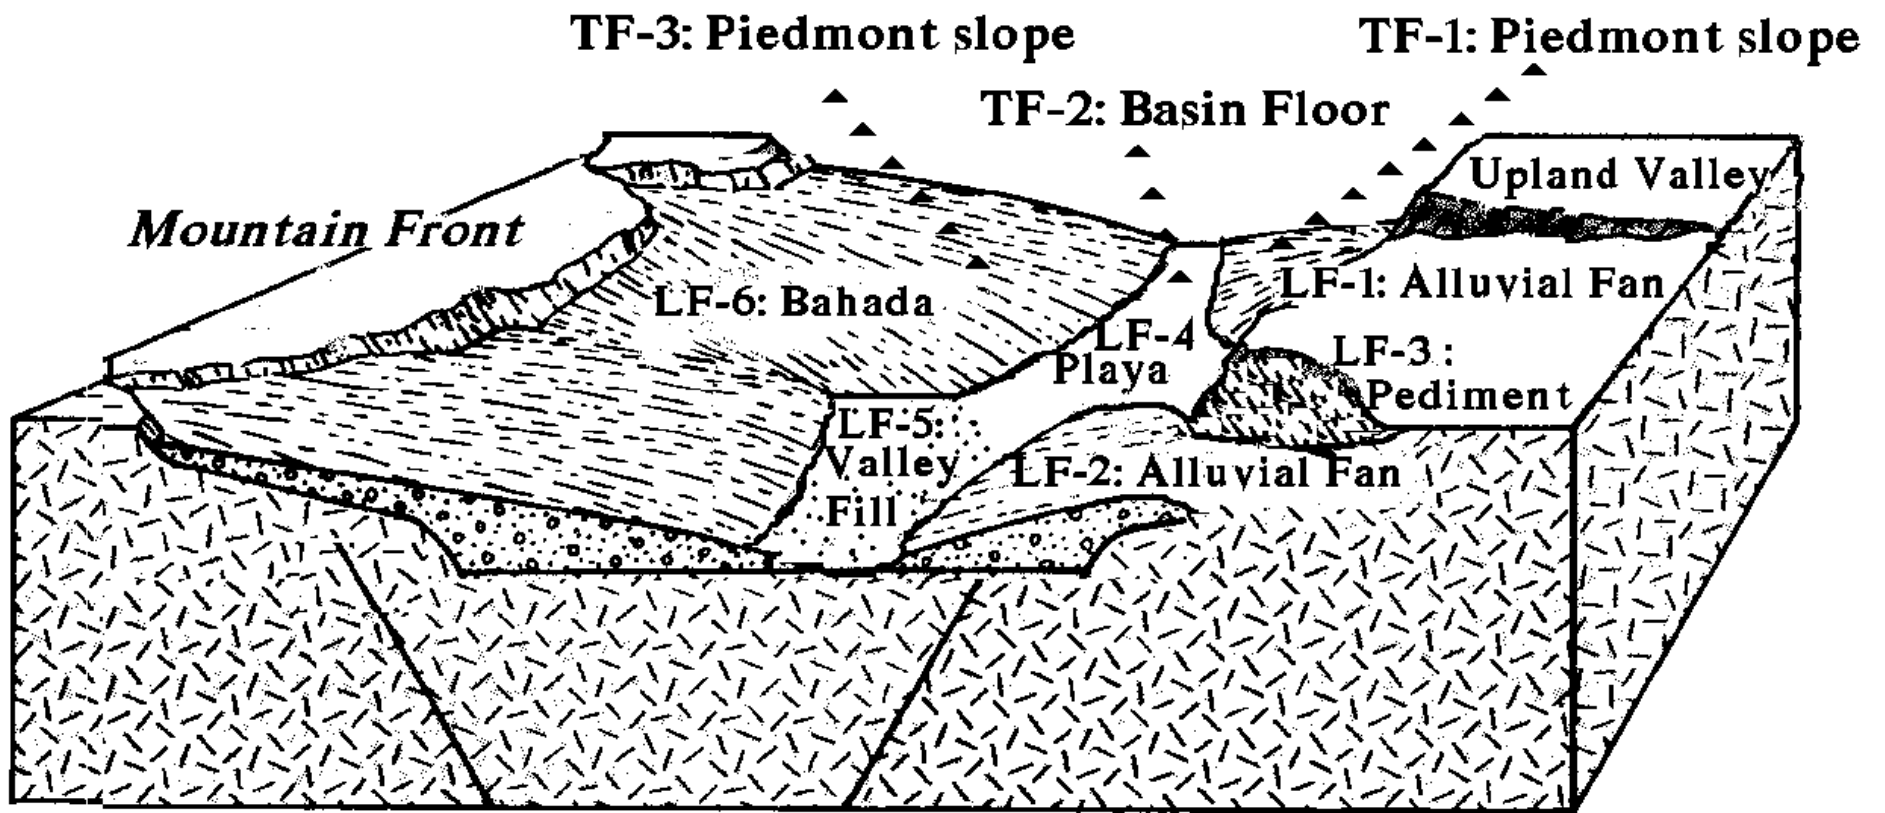 TF-3: Piedmont slope
TF-1: Piedmont slope
TF-2: Basin Floor
Upland Valley
Mountain Front
LF-1: Alluvial Fan
LF-6: Bahada
LF-4
Playa
LF-3 :
Pediment
LF-5:
Valley
Fill
LF-2: Alluvial Fan